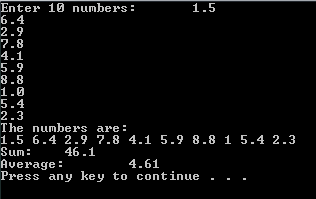 Enter 10 numbers: 1.5
6.4
2.9
7.8
4.1
5.9
8.8
1.0
5.4
2.3
The numbers are:
1.5 6.4 2.9 7.8 4.1 5.9 8.8 1 5.4 2.3
Sum: 46.1
Average: 4.61
Press any key to continue . . .